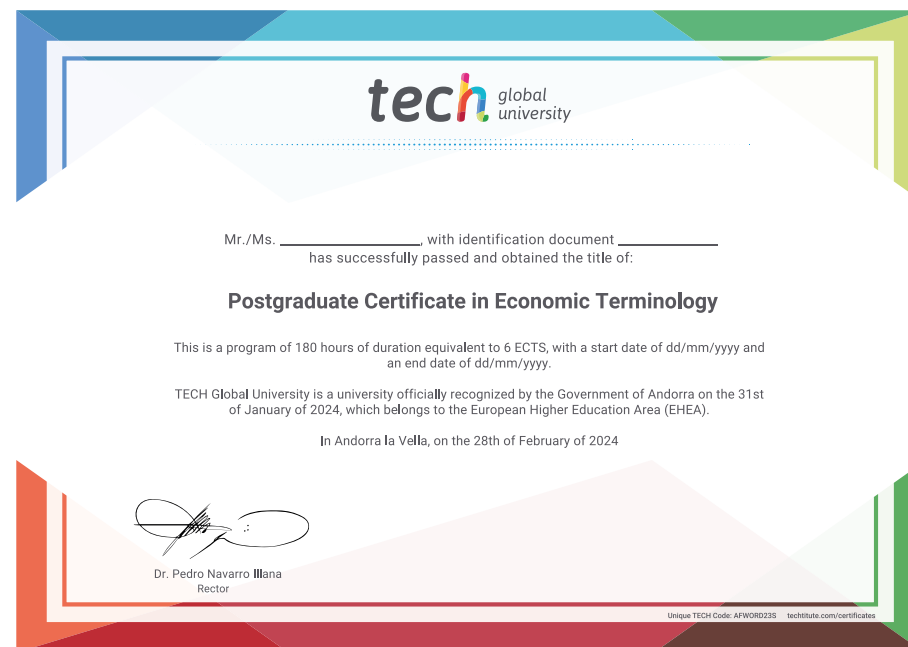 tech global university
Mr./Ms. ____________, with identification document ____________
has successfully passed and obtained the title of:
Postgraduate Certificate in Economic Terminology
This is a program of 180 hours of duration equivalent to 6 ECTS, with a start date of dd/mm/yyyy and
an end date of dd/mm/yyyy.
TECH Global University is a university officially recognized by the Government of Andorra on the 31st
of January of 2024, which belongs to the European Higher Education Area (EHEA).
In Andorra la Vella, on the 28th of February of 2024
Dr. Pedro Navarro Illana
Rector
Unique TECH Code: AFWORD23S techtitute.com/certificates